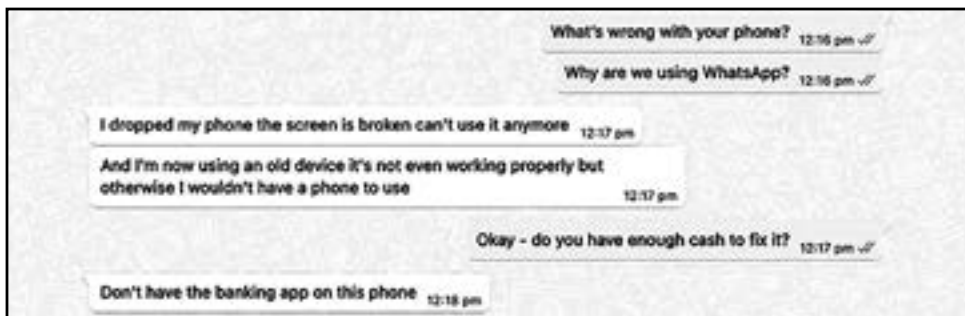 What's wrong with your phone? 12:16 pm
Why are we using WhatsApp? 12:16 pm
I dropped my phone the screen is broken can't use it anymore 12:17 pm
And I'm now using an old device it's not even working properly but
otherwise I wouldn't have a phone to use 12:17 pm
Okay - do you have enough cash to fix it? 12:17 pm
Don't have the banking app on this phone 12:18 pm